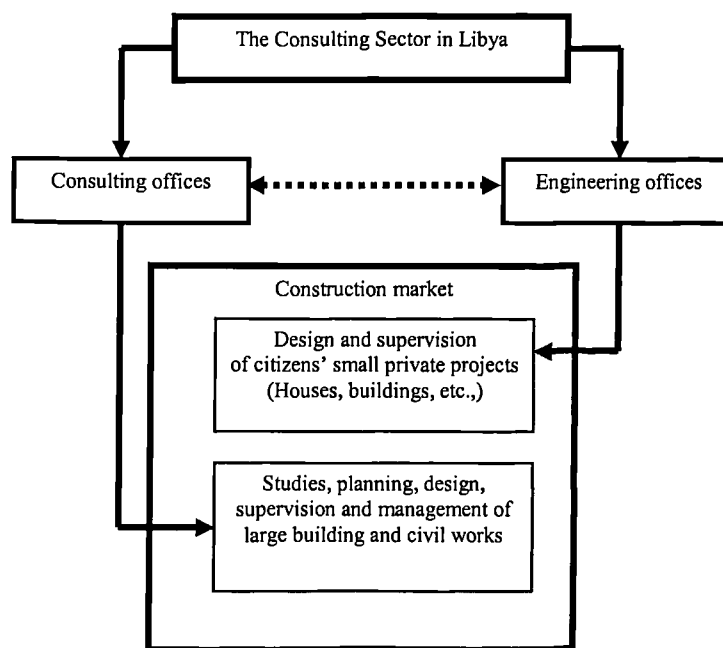 The Consulting Sector in Libya
Consulting offices
Engineering offices
Construction market
Design and supervision
of citizens’ small private projects
(Houses, buildings, etc.,)
Studies, planning, design,
supervision and management of
large building and civil works